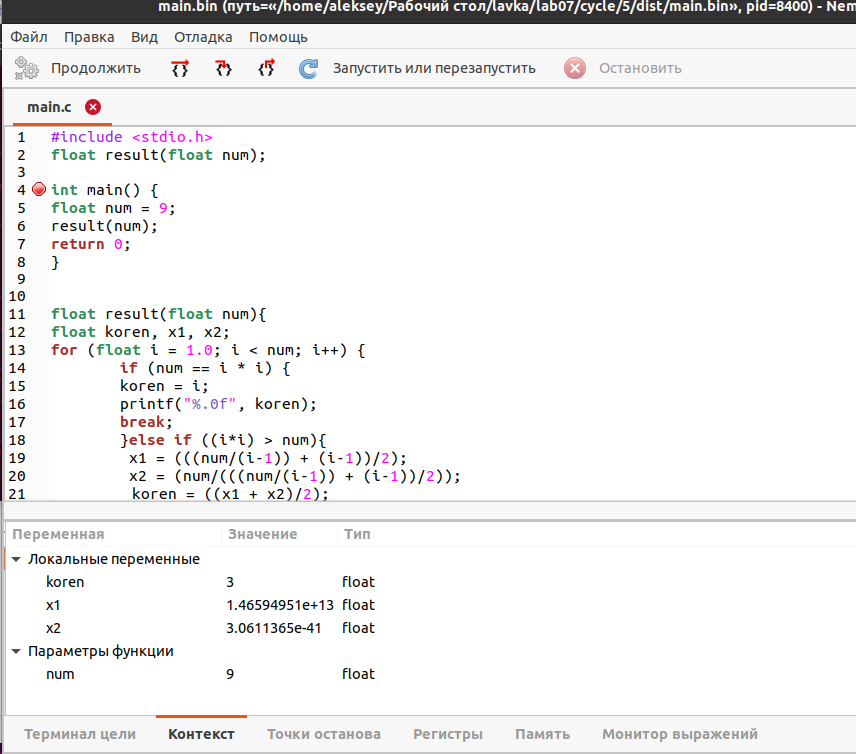 main.bin (путь=«/home/aleksey/Рабочий стол/lavka/lab07/cycle/5/dist/main.bin», pid=8400) - Nem
Файл Правка Вид Отладка Помощь
Продолжить Запустить или перезапустить Остановить
main.c
1 #include <stdio.h>
2 float result(float num);
3
4 int main() {
5 float num = 9;
6 result(num);
7 return 0;
8 }
9
10
11 float result(float num){
12 float koren, x1, x2;
13 for (float i = 1.0; i < num; i++) {
14 if (num == i * i) {
15 koren = i;
16 printf("%.0f", koren);
17 break;
18 }else if ((i*i) > num){
19 x1 = (((num/(i-1)) + (i-1))/2);
20 x2 = (num/(((num/(i-1)) + (i-1))/2));
21 koren = ((x1 + x2)/2);
Переменная Значение Тип
Локальные переменные
koren 3 float
x1 1.46594951e+13 float
x2 3.0611365e-41 float
Параметры функции
num 9 float
Терминал цели Контекст Точки останова Регистры Память Монитор выражений